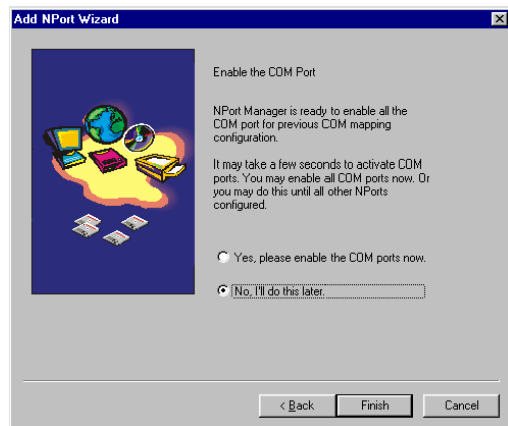 Add NPort Wizard
Enable the COM Port
NPort Manager is ready to enable all the
COM port for previous COM mapping
configuration.
It may take a few seconds to activate COM
ports. You may enable all COM ports now. Or
you may do this until all other NPorts
configured.
Yes, please enable the COM ports now.
No, I'll do this later.
< Back
Finish
Cancel